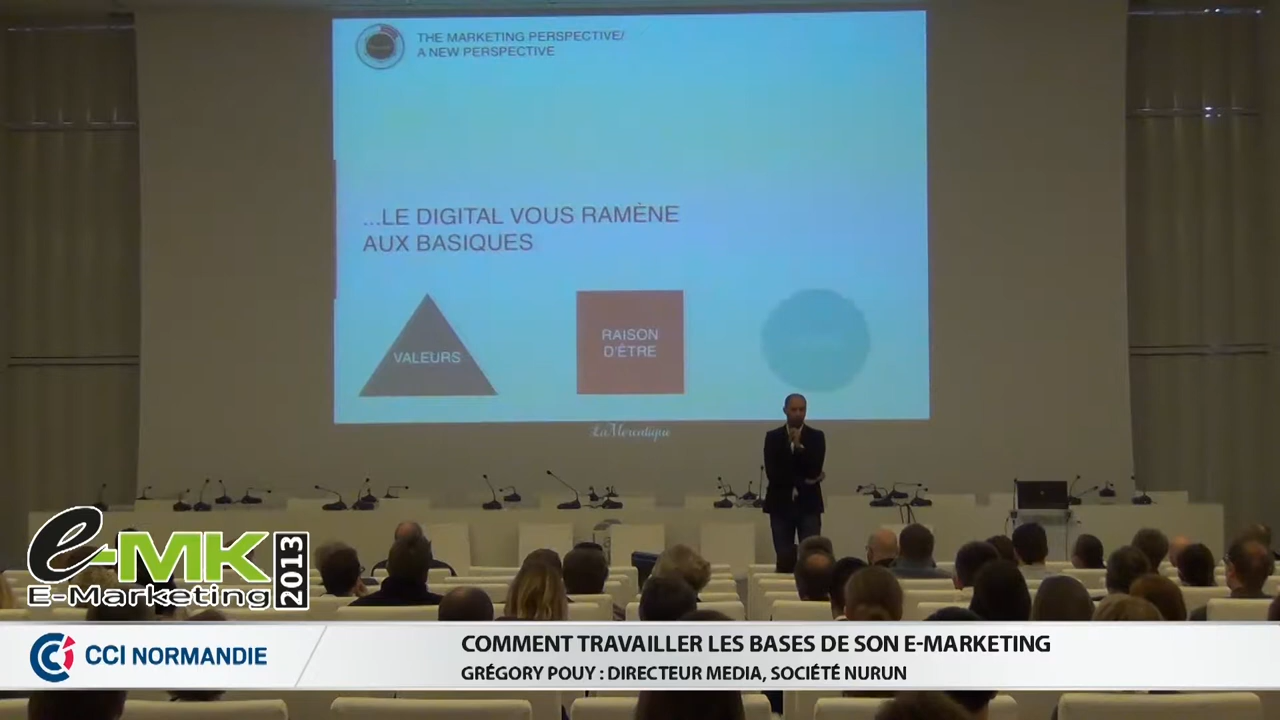 THE MARKETING PERSPECTIVE/
A NEW PERSPECTIVE
...LE DIGITAL VOUS RAMÈNE
AUX BASIQUES
VALEURS
RAISON
D'ÊTRE
LaMercatique
e-MK
E-Marketing
2013
CCI NORMANDIE
COMMENT TRAVAILLER LES BASES DE SON E-MARKETING
GRÉGORY POUY : DIRECTEUR MEDIA, SOCIÉTÉ NURUN